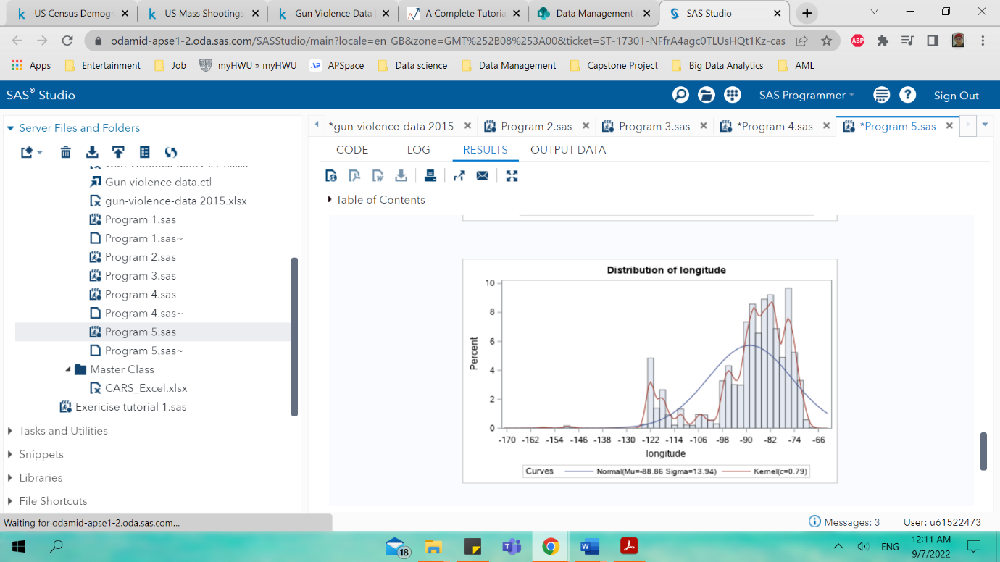 US Census Demogr
US Mass Shootings
Gun Violence Data
A Complete Tutoria
Data Management
SAS Studio
odamid-apse1-2.oda.sas.com/SASStudio/main?locale=en_GB&zone=GMT%252B08%253A00&ticket=ST-17301-NFfrA4agc0TLUsHQt1Kz-cas
ABP
Apps
Entertainment
Job
myHWU » myHWU
APSpace
Data science
Data Management
Capstone Project
Big Data Analytics
AML
SAS® Studio
SAS Programmer
Sign Out
Server Files and Folders
Gun violence data.ctl
gun-violence-data 2015.xlsx
Program 1.sas
Program 1.sas~
Program 2.sas
Program 3.sas
Program 4.sas
Program 4.sas~
Program 5.sas
Program 5.sas~
Master Class
CARS_Excel.xlsx
Exericise tutorial 1.sas
Tasks and Utilities
Snippets
Libraries
File Shortcuts
*gun-violence-data 2015
Program 2.sas
Program 3.sas
*Program 4.sas
*Program 5.sas
CODE
LOG
RESULTS
OUTPUT DATA
Table of Contents
Distribution of longitude
Percent
10
8
6
4
2
0
-170 -162 -154 -146 -138 -130 -122 -114 -106 -98 -90 -82 -74 -66
longitude
Curves Normal(Mu=-88.86 Sigma=13.94) Kernel(c=0.79)
Waiting for odamid-apse1-2.oda.sas.com...
Messages: 3
User: u61522473
18
ENG
12:11 AM
9/7/2022